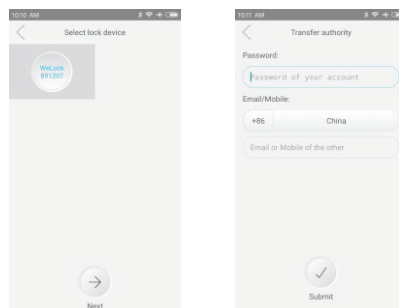 10:10 AM
Select lock device
WeLock
89120T
Next
10:11 AM
Transfer authority
Password:
Password of your account
Email/Mobile:
+86 China
Email or Mobile of the other
Submit